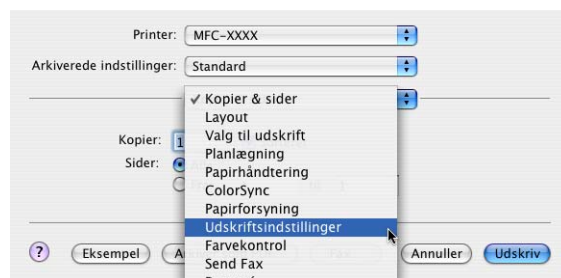 Printer: MFC-XXXX
Arkiverede indstillinger: Standard
✓ Kopier & sider
Layout
Valg til udskrift
Planlægning
Papirhåndtering
ColorSync
Papirforsyning
Udskriftsindstillinger
Farvekontrol
Send Fax
Kopier: 1
Sider:
? Eksempel
Annuller
Udskriv